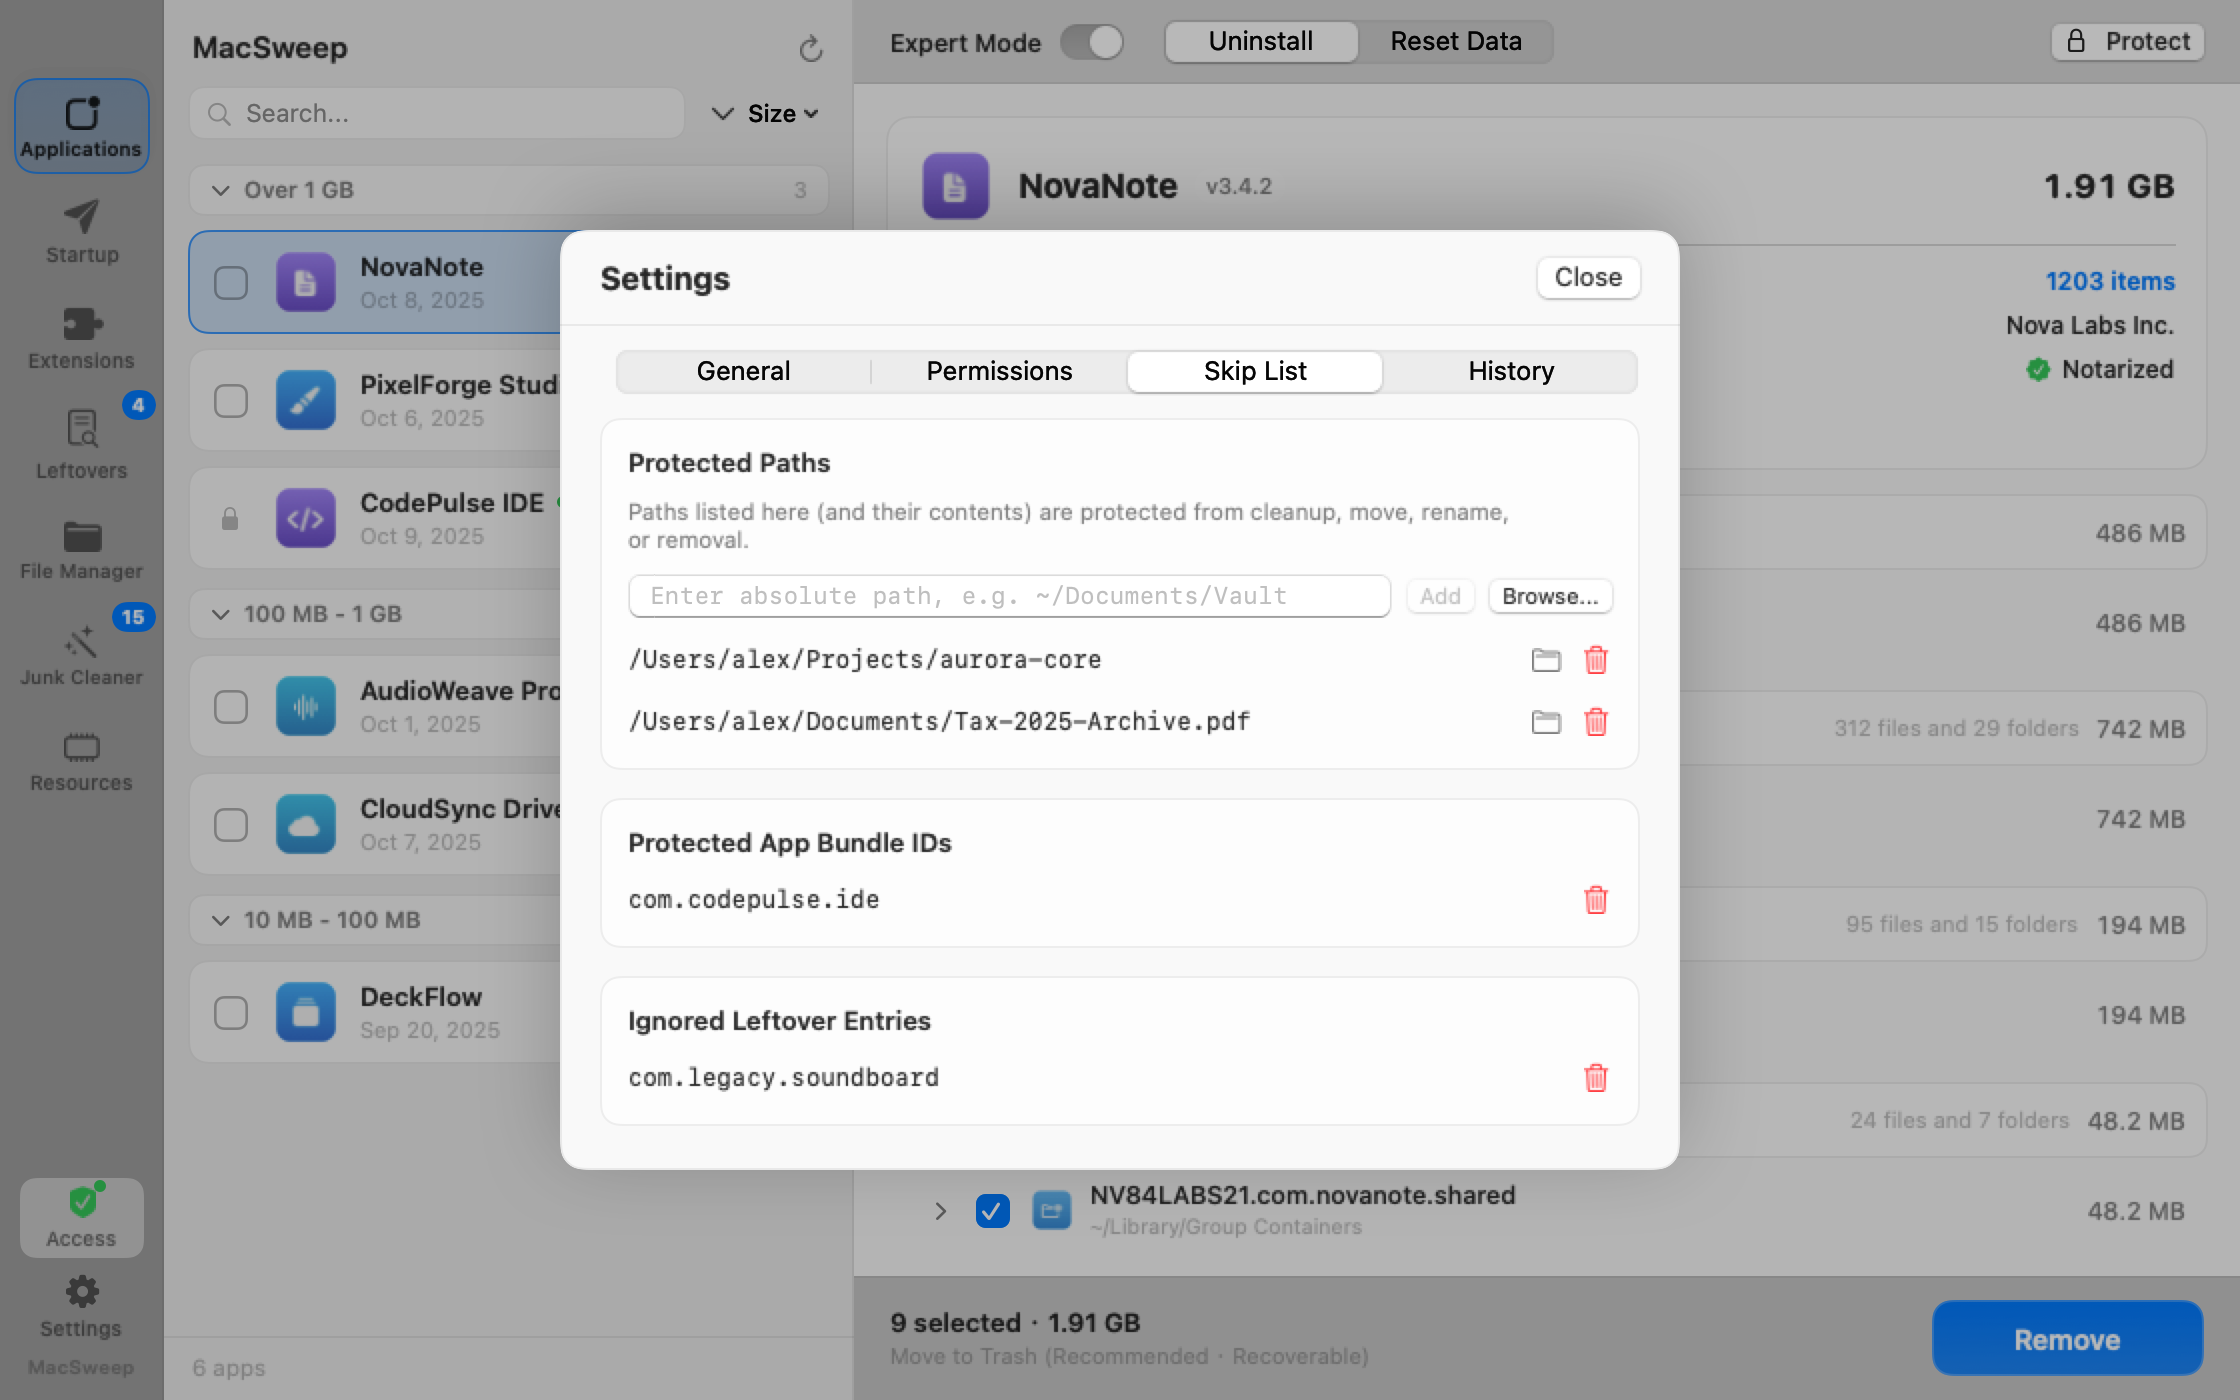 Applications
Startup
Extensions
4
Leftovers
File Manager
15
Junk Cleaner
Resources
Access
Settings
MacSweep
MacSweep
Search...
Size
Over 1 GB 3
NovaNote
Oct 8, 2025
PixelForge Stud
Oct 6, 2025
CodePulse IDE
Oct 9, 2025
100 MB - 1 GB
AudioWeave Pro
Oct 1, 2025
CloudSync Drive
Oct 7, 2025
10 MB - 100 MB
DeckFlow
Sep 20, 2025
6 apps
Expert Mode Uninstall Reset Data Protect
NovaNote v3.4.2 1.91 GB
1203 items
Nova Labs Inc.
Notarized
486 MB
486 MB
312 files and 29 folders 742 MB
742 MB
95 files and 15 folders 194 MB
194 MB
24 files and 7 folders 48.2 MB
NV84LABS21.com.novanote.shared
~/Library/Group Containers
48.2 MB
9 selected · 1.91 GB
Move to Trash (Recommended · Recoverable)
Remove
Settings Close
General Permissions Skip List History
Protected Paths
Paths listed here (and their contents) are protected from cleanup, move, rename,
or removal.
Enter absolute path, e.g. ~/Documents/Vault Add Browse...
/Users/alex/Projects/aurora-core
/Users/alex/Documents/Tax-2025-Archive.pdf
Protected App Bundle IDs
com.codepulse.ide
Ignored Leftover Entries
com.legacy.soundboard